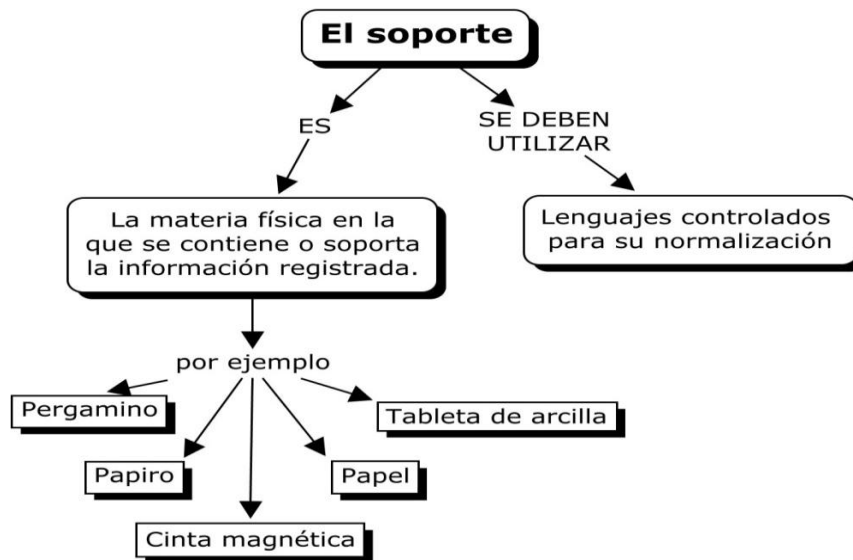 El soporte
ES
SE DEBEN
UTILIZAR
La materia física en la
que se contiene o soporta
la información registrada.
Lenguajes controlados
para su normalización
por ejemplo
Pergamino
Tableta de arcilla
Papiro
Papel
Cinta magnética